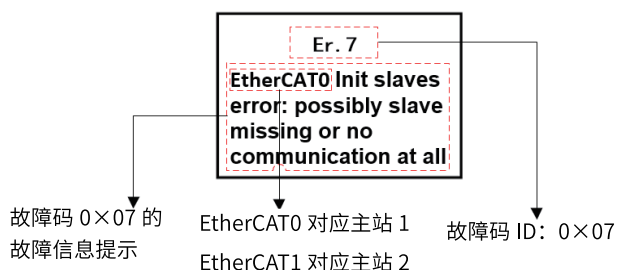 Er.7
EtherCAT0 Init slaves
error: possibly slave
missing or no
communication at all
故障码 0×07 的
故障信息提示
EtherCAT0 对应主站 1
EtherCAT1 对应主站 2
故障码 ID：0×07